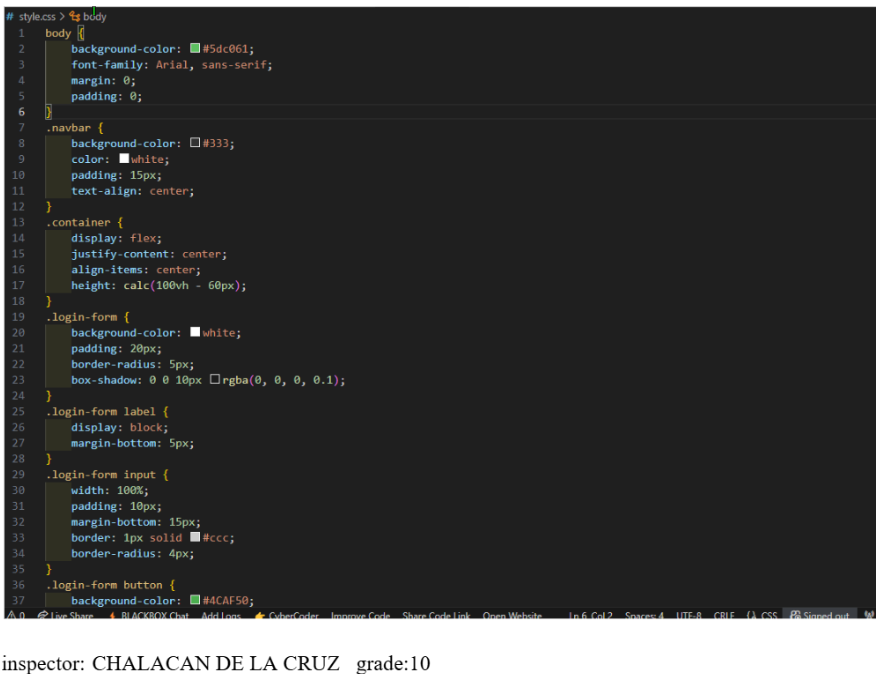 # style.css > body
1 body {
2 background-color: #5dc061;
3 font-family: Arial, sans-serif;
4 margin: 0;
5 padding: 0;
6 }
7 .navbar {
8 background-color: #333;
9 color: white;
10 padding: 15px;
11 text-align: center;
12 }
13 .container {
14 display: flex;
15 justify-content: center;
16 align-items: center;
17 height: calc(100vh - 60px);
18 }
19 .login-form {
20 background-color: white;
21 padding: 20px;
22 border-radius: 5px;
23 box-shadow: 0 0 10px rgba(0, 0, 0, 0.1);
24 }
25 .login-form label {
26 display: block;
27 margin-bottom: 5px;
28 }
29 .login-form input {
30 width: 100%;
31 padding: 10px;
32 margin-bottom: 15px;
33 border: 1px solid #ccc;
34 border-radius: 4px;
35 }
36 .login-form button {
37 background-color: #4CAF50;
0 Live Share BLACKBOX Chat Add Logs CyberCoder Improve Code Share Code Link Open Website Ln 6, Col 2 Spaces: 4 UTF-8 CRLF {} CSS Signed out
inspector: CHALACAN DE LA CRUZ grade:10